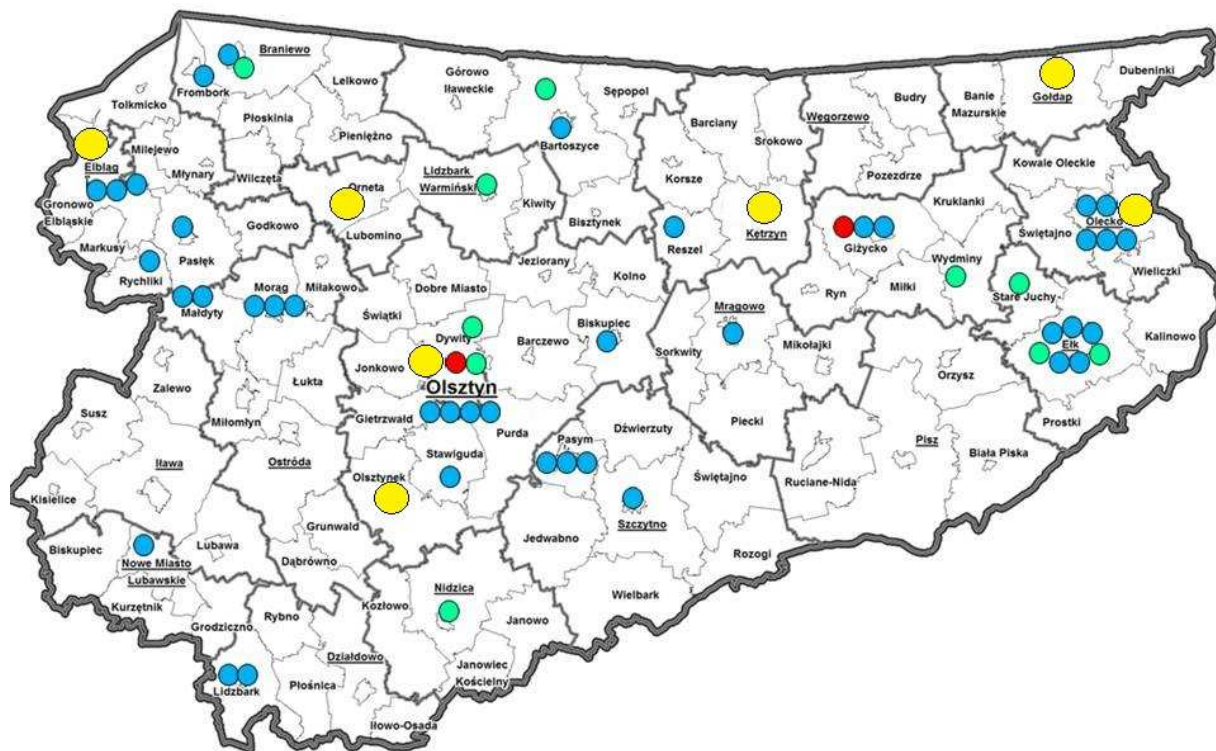 Braniewo
Frombork
Lelkowo
Górowo
Iławeckie
Sępopol
Budry
Banie
Mazurskie
Gołdap
Dubeninki
Tolkmicko
Płoskinia
Pieniężno
Bartoszyce
Barciany
Srokowo
Węgorzewo
Pozezdrze
Kowale Oleckie
Elbląg
Milejewo
Młynary
Wilczęta
Orneta
Lidzbark
Warmiński
Kiwity
Korsze
Kruklanki
Gronowo
Elbląskie
Godkowo
Lubomino
Bisztynek
Reszel
Kętrzyn
Giżycko
Świętajno
Olecko
Markusy
Pasłęk
Rychliki
Jeziorany
Kolno
Wydminy
Wieliczki
Małdyty
Morąg
Miłakowo
Dobre Miasto
Świątki
Ryn
Miłki
Stare Juchy
Mrągowo
Dywity
Barczewo
Biskupiec
Sorkwity
Mikołajki
Kalinowo
Ełk
Jonkowo
Olsztyn
Zalewo
Łukta
Orzysz
Susz
Miłomłyn
Gietrzwałd
Purda
Dźwierzuty
Piecki
Prostki
Iława
Ostróda
Stawiguda
Pasym
Pisz
Biała Piska
Olsztynek
Świętajno
Ruciane-Nida
Kisielice
Szczytno
Grunwald
Biskupiec
Lubawa
Jedwabno
Rozogi
Nowe Miasto
Lubawskie
Dąbrówno
Kurzętnik
Nidzica
Wielbark
Kozłowo
Grodziczno
Rybno
Janowo
Działdowo
Lidzbark
Płośnica
Janowiec
Kościelny
Iłowo-Osada